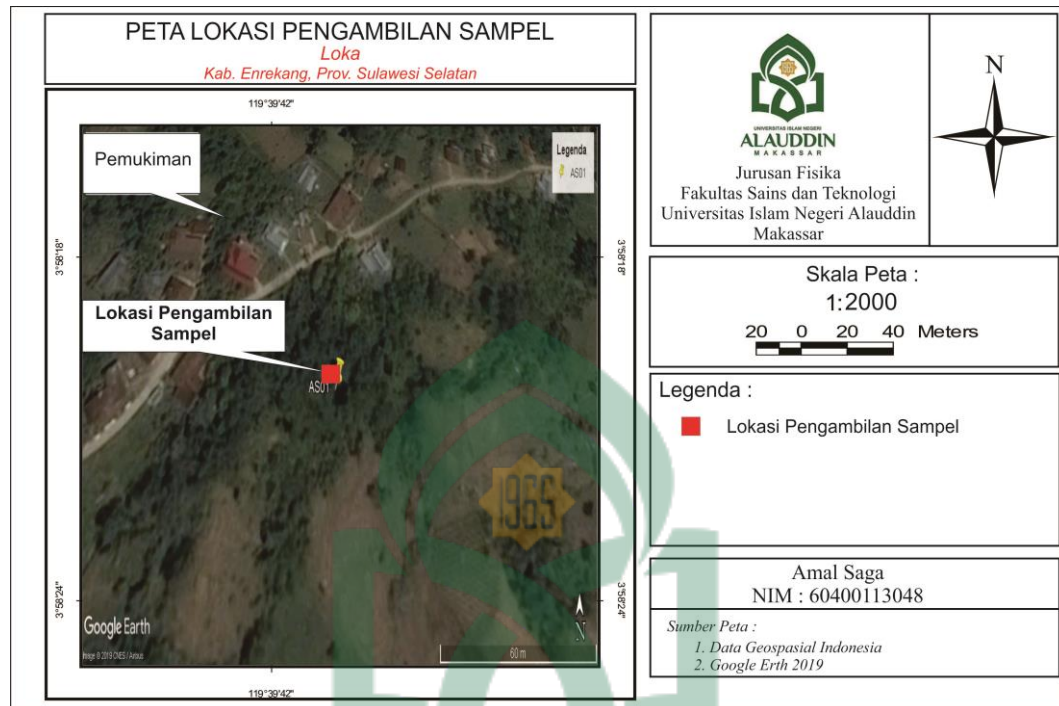 PETA LOKASI PENGAMBILAN SAMPEL
Loka
Kab. Enrekang, Prov. Sulawesi Selatan
119°39'42"
Pemukiman
Legenda
AS01
3°58'18"
3°58'18"
Lokasi Pengambilan
Sampel
AS01
1965
3°58'24"
3°58'24"
Google Earth
Image © 2019 CNES / Airbus
N
60 m
119°39'42"
UNIVERSITAS ISLAM NEGERI
ALAUDDIN
MAKASSAR
Jurusan Fisika
Fakultas Sains dan Teknologi
Universitas Islam Negeri Alauddin
Makassar
N
Skala Peta :
1:2000
20 0 20 40 Meters
Legenda :
Lokasi Pengambilan Sampel
Amal Saga
NIM : 60400113048
Sumber Peta :
1. Data Geospasial Indonesia
2. Google Erth 2019